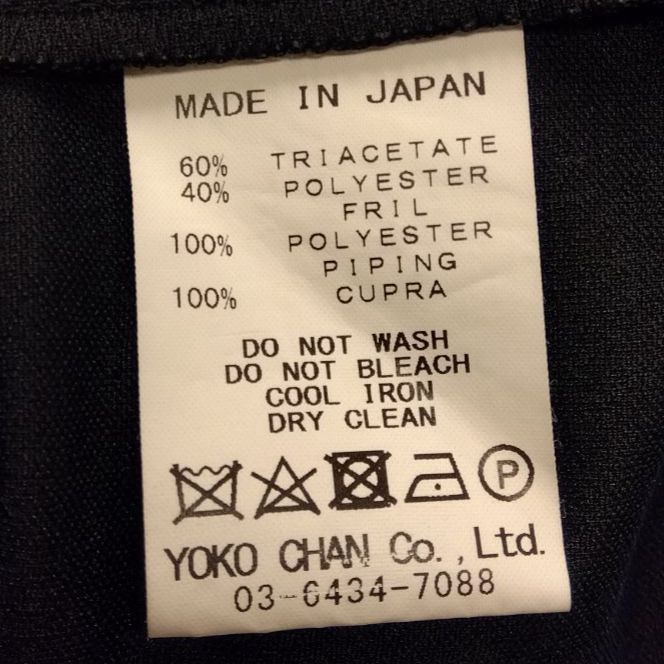 MADE IN JAPAN
60% TRIACETATE
40% POLYESTER
FRIL
100% POLYESTER
PIPING
100% CUPRA
DO NOT WASH
DO NOT BLEACH
COOL IRON
DRY CLEAN
P
YOKO CHAN Co., Ltd.
03-6434-7088